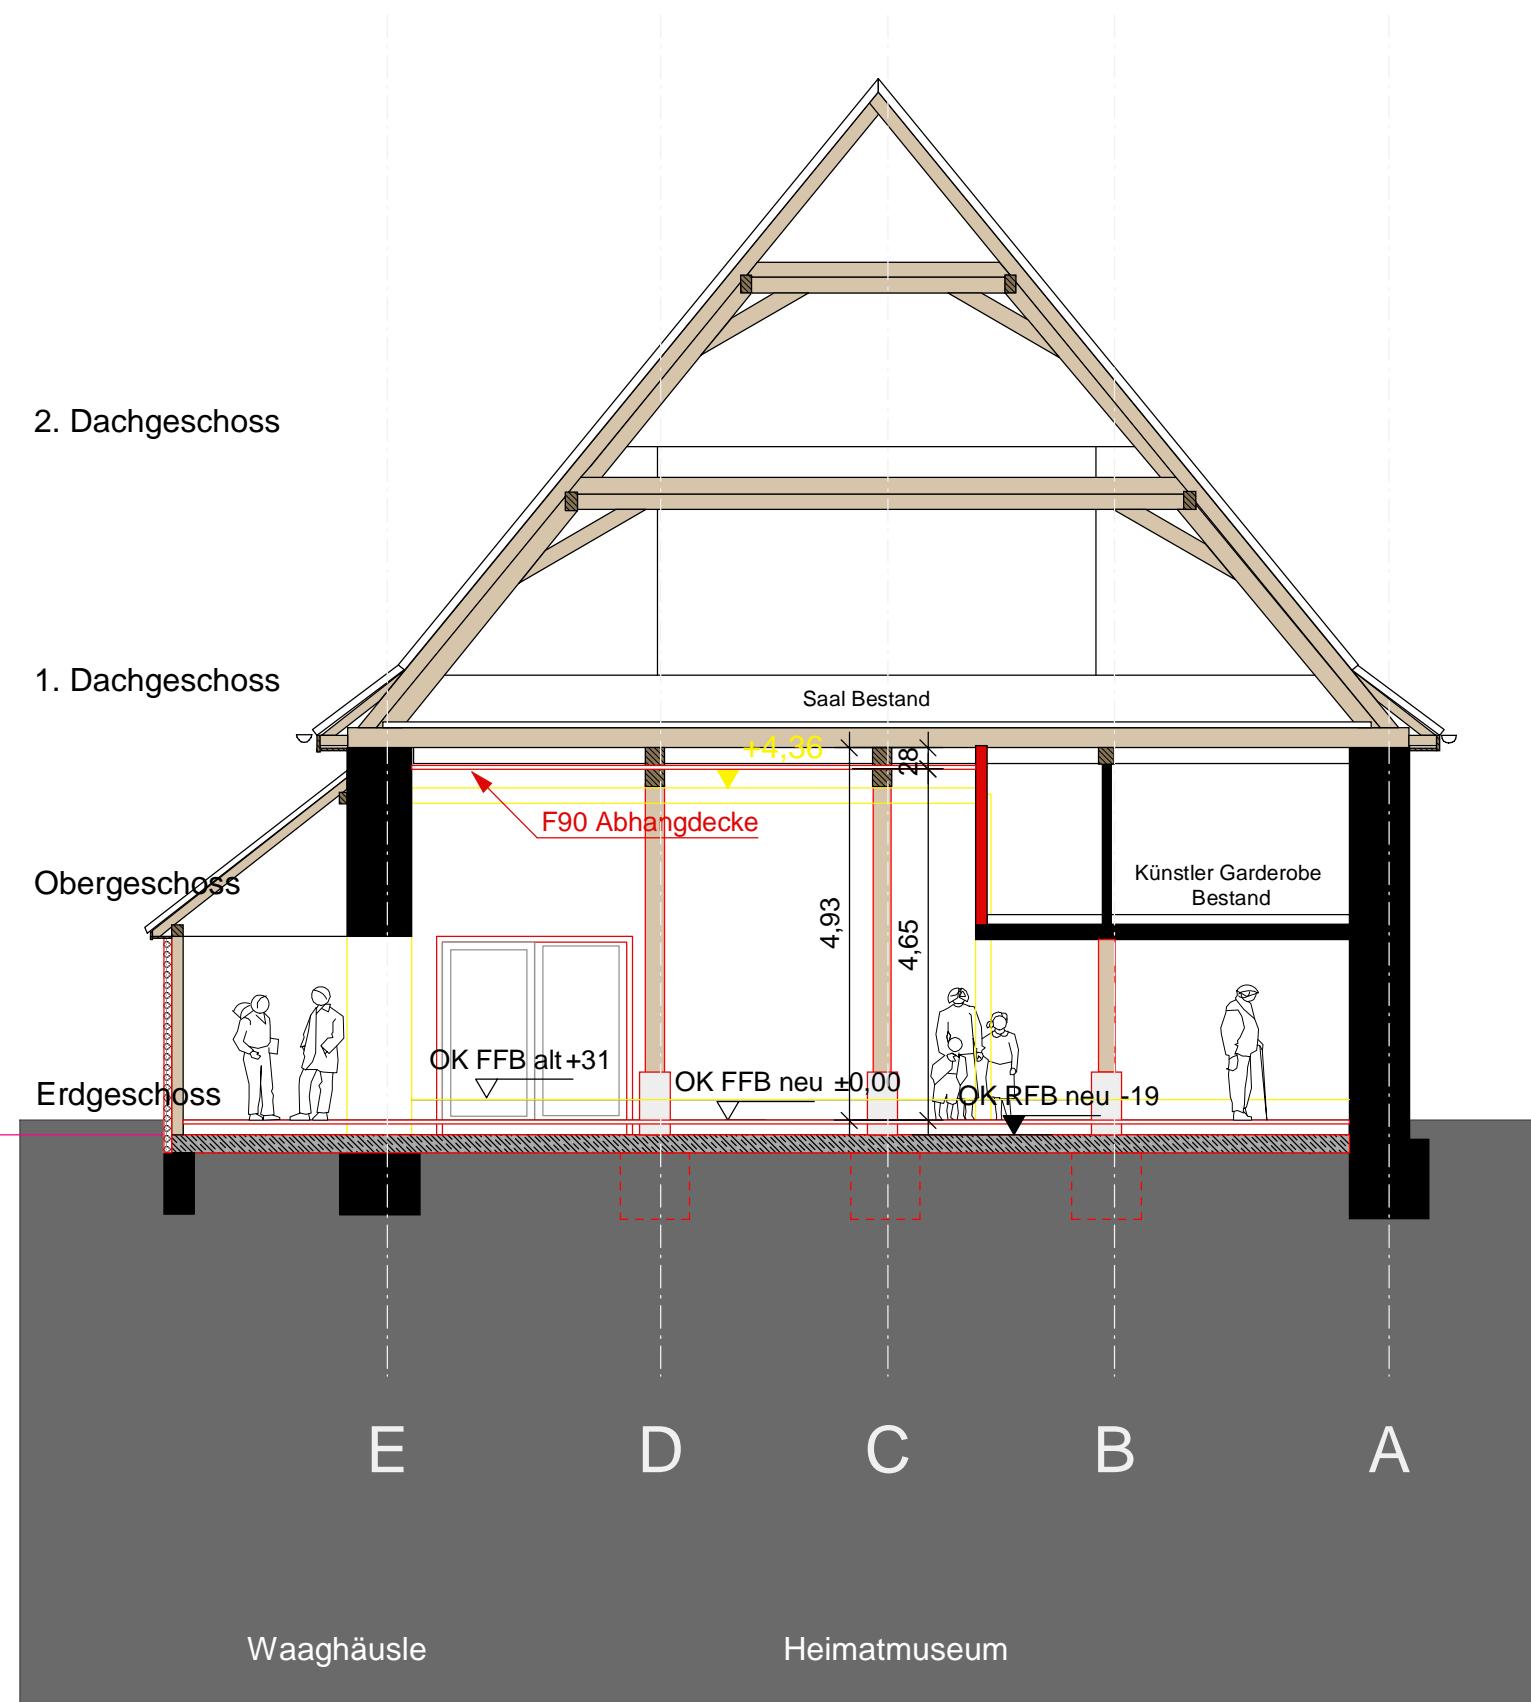 2. Dachgeschoss
1. Dachgeschoss
Saal Bestand
+4,36
28
F90 Abhangdecke
Obergeschoss
Künstler Garderobe
Bestand
4,93
4,65
OK FFB alt +31
OK FFB neu ±0,00
OK RFB neu -19
Erdgeschoss
E
D
C
B
A
Waaghäusle
Heimatmuseum